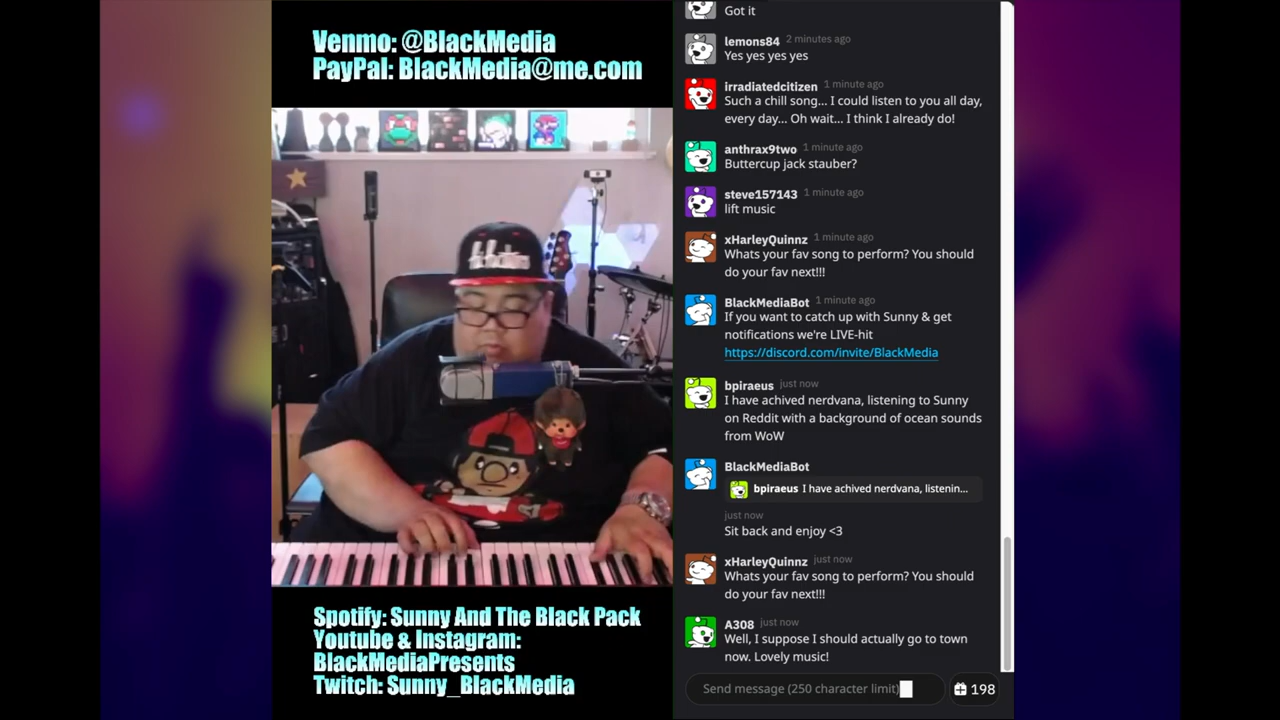 Venmo: @BlackMedia
PayPal: BlackMedia@me.com
Spotify: Sunny And The Black Pack
Youtube & Instagram:
BlackMediaPresents
Twitch: Sunny_BlackMedia
Got it
lemons84 2 minutes ago
Yes yes yes yes
irradiatedcitizen 1 minute ago
Such a chill song... I could listen to you all day,
every day... Oh wait... I think I already do!
anthrax9two 1 minute ago
Buttercup jack stauber?
steve157143 1 minute ago
lift music
xHarleyQuinnz 1 minute ago
Whats your fav song to perform? You should
do your fav next!!!
BlackMediaBot 1 minute ago
If you want to catch up with Sunny & get
notifications we're LIVE-hit
https://discord.com/invite/BlackMedia
bpiraeus just now
I have achived nerdvana, listening to Sunny
on Reddit with a background of ocean sounds
from WoW
BlackMediaBot
bpiraeus I have achived nerdvana, listenin...
just now
Sit back and enjoy <3
xHarleyQuinnz just now
Whats your fav song to perform? You should
do your fav next!!!
A308 just now
Well, I suppose I should actually go to town
now. Lovely music!
Send message (250 character limit)
198